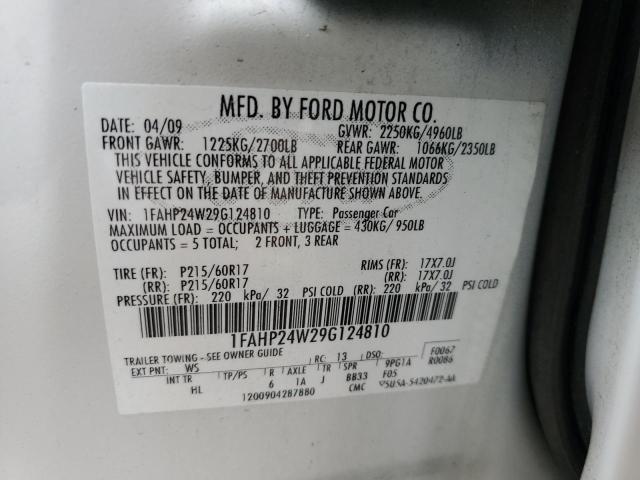 MFD. BY FORD MOTOR CO.
DATE: 04/09 GVWR: 2250KG/4960LB
FRONT GAWR: 1225KG/2700LB REAR GAWR: 1066KG/2350LB
THIS VEHICLE CONFORMS TO ALL APPLICABLE FEDERAL MOTOR
VEHICLE SAFETY, BUMPER, AND THEFT PREVENTION STANDARDS
IN EFFECT ON THE DATE OF MANUFACTURE SHOWN ABOVE.
VIN: 1FAHP24W29G124810 TYPE: Passenger Car
MAXIMUM LOAD = OCCUPANTS + LUGGAGE = 430KG/ 950LB
OCCUPANTS = 5 TOTAL; 2 FRONT, 3 REAR
TIRE (FR): P215/60R17 RIMS (FR): 17X7.0J
(RR): P215/60R17 (RR): 17X7.0J
PRESSURE (FR): 220 kPa/ 32 PSI COLD (RR): 220 kPa/ 32 PSI COLD
1FAHP24W29G124810
TRAILER TOWING - SEE OWNER GUIDE RC: 13 DSO: F0067
EXT PNT: WS R AXLE TR SPR 9PG1A R0086
INT TR TP/PS 6 1A J BB33 F05
HL CMC 5U5A-5420472-AA
1200904287880